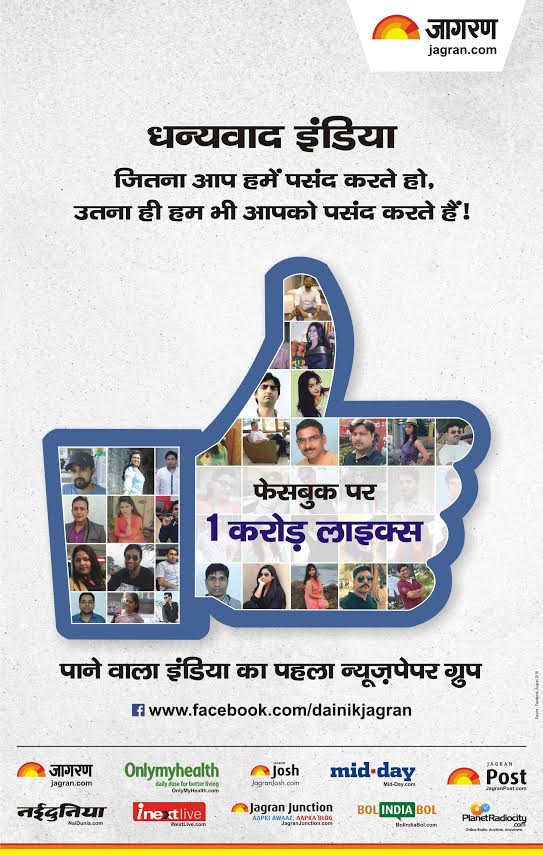 जागरण
jagran.com
धन्यवाद इंडिया
जितना आप हमें पसंद करते हो,
उतना ही हम भी आपको पसंद करते हैं!
फेसबुक पर
1 करोड़ लाइक्स
पाने वाला इंडिया का पहला न्यूज़पेपर ग्रुप
f www.facebook.com/dainikjagran
जागरण
jagran.com
Onlymyhealth
daily dose for better living
OnlyMyHealth.com
JAGRAN
Josh
JagranJosh.com
mid-day
Mid-Day.com
JAGRAN
Post
JagranPost.com
नईदुनिया
NaiDunia.com
inextlive
iNextLive.com
Jagran Junction
AAPKI AWAAZ, AAPKA BLOG
JagranJunction.com
BOL INDIA BOL
BolIndiaBol.com
PlanetRadiocity
.com
Online Radio. Anytime, Anywhere.